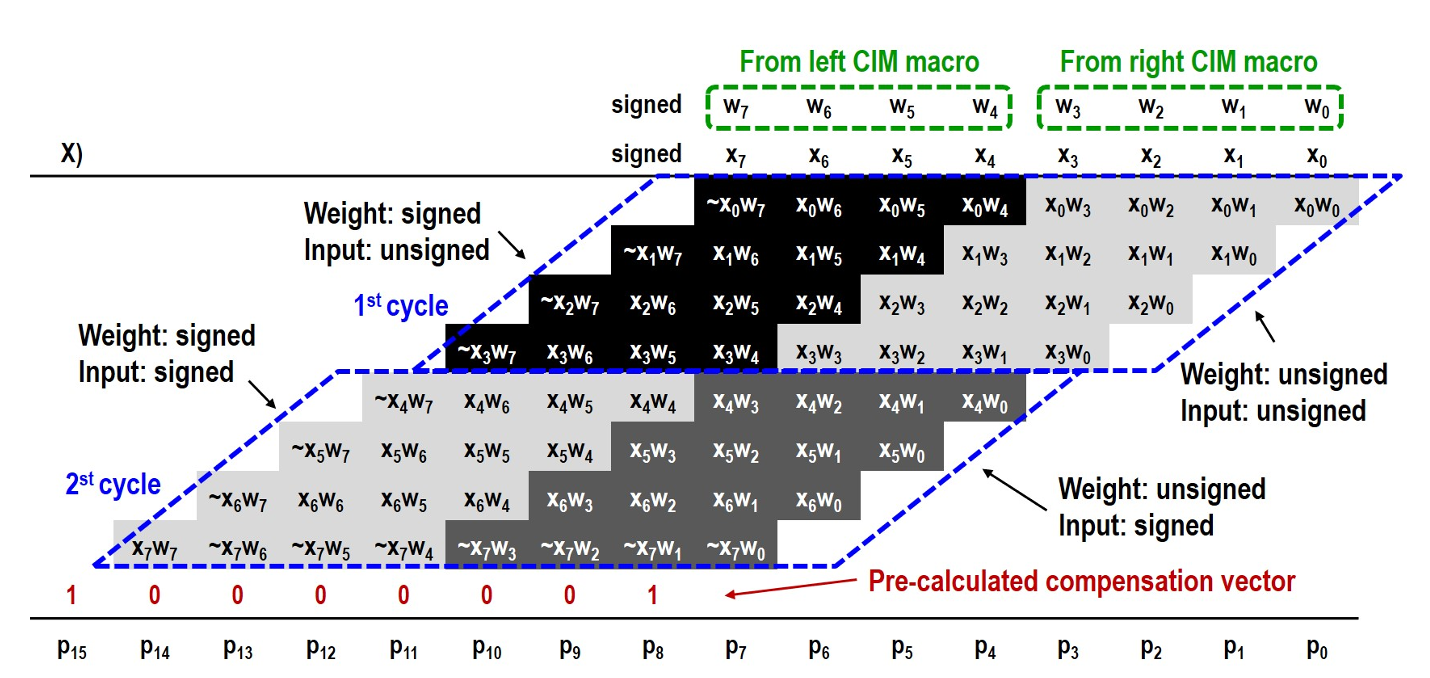 From left CIM macro From right CIM macro
signed w7 w6 w5 w4 w3 w2 w1 w0
X) signed x7 x6 x5 x4 x3 x2 x1 x0
~x0w7 x0w6 x0w5 x0w4 x0w3 x0w2 x0w1 x0w0
Weight: signed
Input: unsigned
~x1w7 x1w6 x1w5 x1w4 x1w3 x1w2 x1w1 x1w0
1st cycle
~x2w7 x2w6 x2w5 x2w4 x2w3 x2w2 x2w1 x2w0
~x3w7 x3w6 x3w5 x3w4 x3w3 x3w2 x3w1 x3w0
Weight: signed
Input: signed
Weight: unsigned
Input: unsigned
~x4w7 x4w6 x4w5 x4w4 x4w3 x4w2 x4w1 x4w0
~x5w7 x5w6 x5w5 x5w4 x5w3 x5w2 x5w1 x5w0
2st cycle
~x6w7 x6w6 x6w5 x6w4 x6w3 x6w2 x6w1 x6w0
Weight: unsigned
Input: signed
x7w7 ~x7w6 ~x7w5 ~x7w4 ~x7w3 ~x7w2 ~x7w1 ~x7w0
1 0 0 0 0 0 0 1 Pre-calculated compensation vector
p15 p14 p13 p12 p11 p10 p9 p8 p7 p6 p5 p4 p3 p2 p1 p0